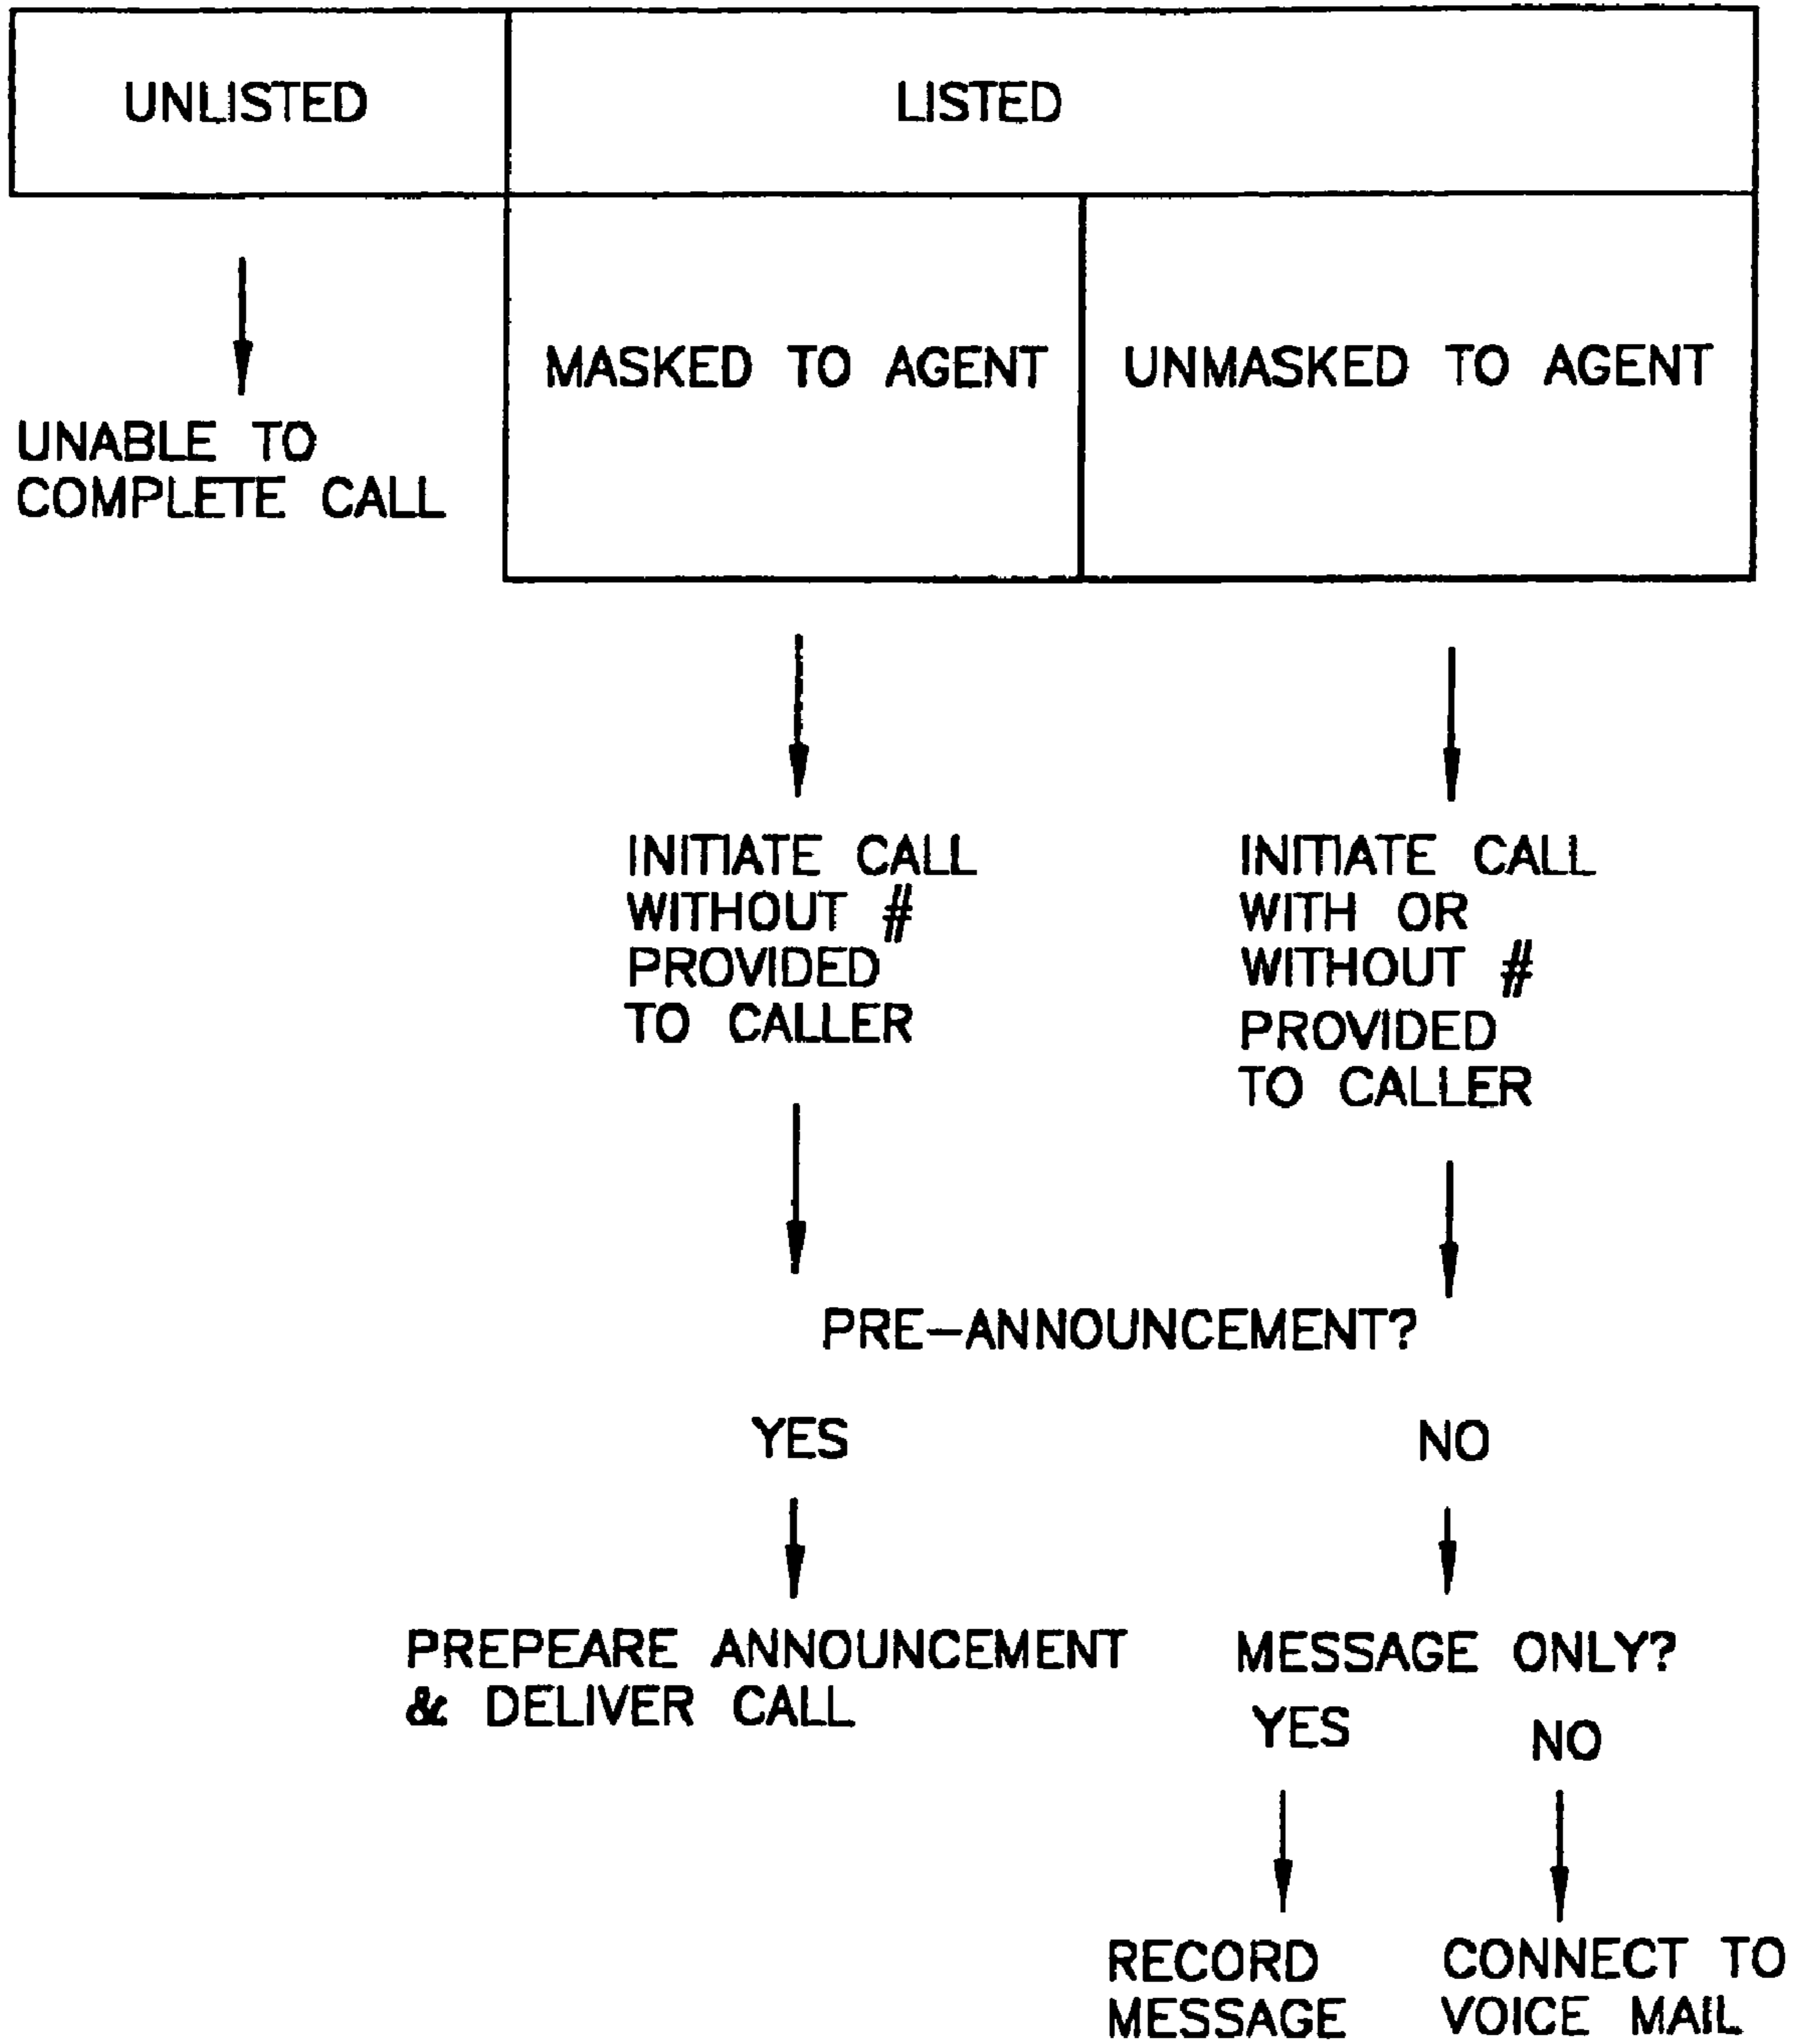 UNLISTED
LISTED
MASKED TO AGENT
UNMASKED TO AGENT
UNABLE TO
COMPLETE CALL
INITIATE CALL
WITHOUT #
PROVIDED
TO CALLER
INITIATE CALL
WITH OR
WITHOUT #
PROVIDED
TO CALLER
PRE-ANNOUNCEMENT?
YES
NO
PREPEARE ANNOUNCEMENT
& DELIVER CALL
MESSAGE ONLY?
YES
NO
RECORD
MESSAGE
CONNECT TO
VOICE MAIL